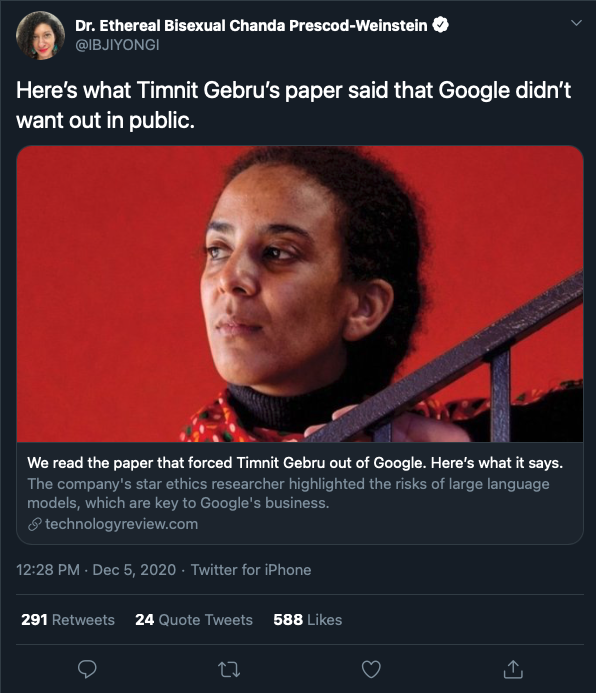 Dr. Ethereal Bisexual Chanda Prescod-Weinstein
@IBJIYONGI
Here’s what Timnit Gebru’s paper said that Google didn’t
want out in public.
We read the paper that forced Timnit Gebru out of Google. Here’s what it says.
The company's star ethics researcher highlighted the risks of large language
models, which are key to Google's business.
technologyreview.com
12:28 PM · Dec 5, 2020 · Twitter for iPhone
291 Retweets 24 Quote Tweets 588 Likes